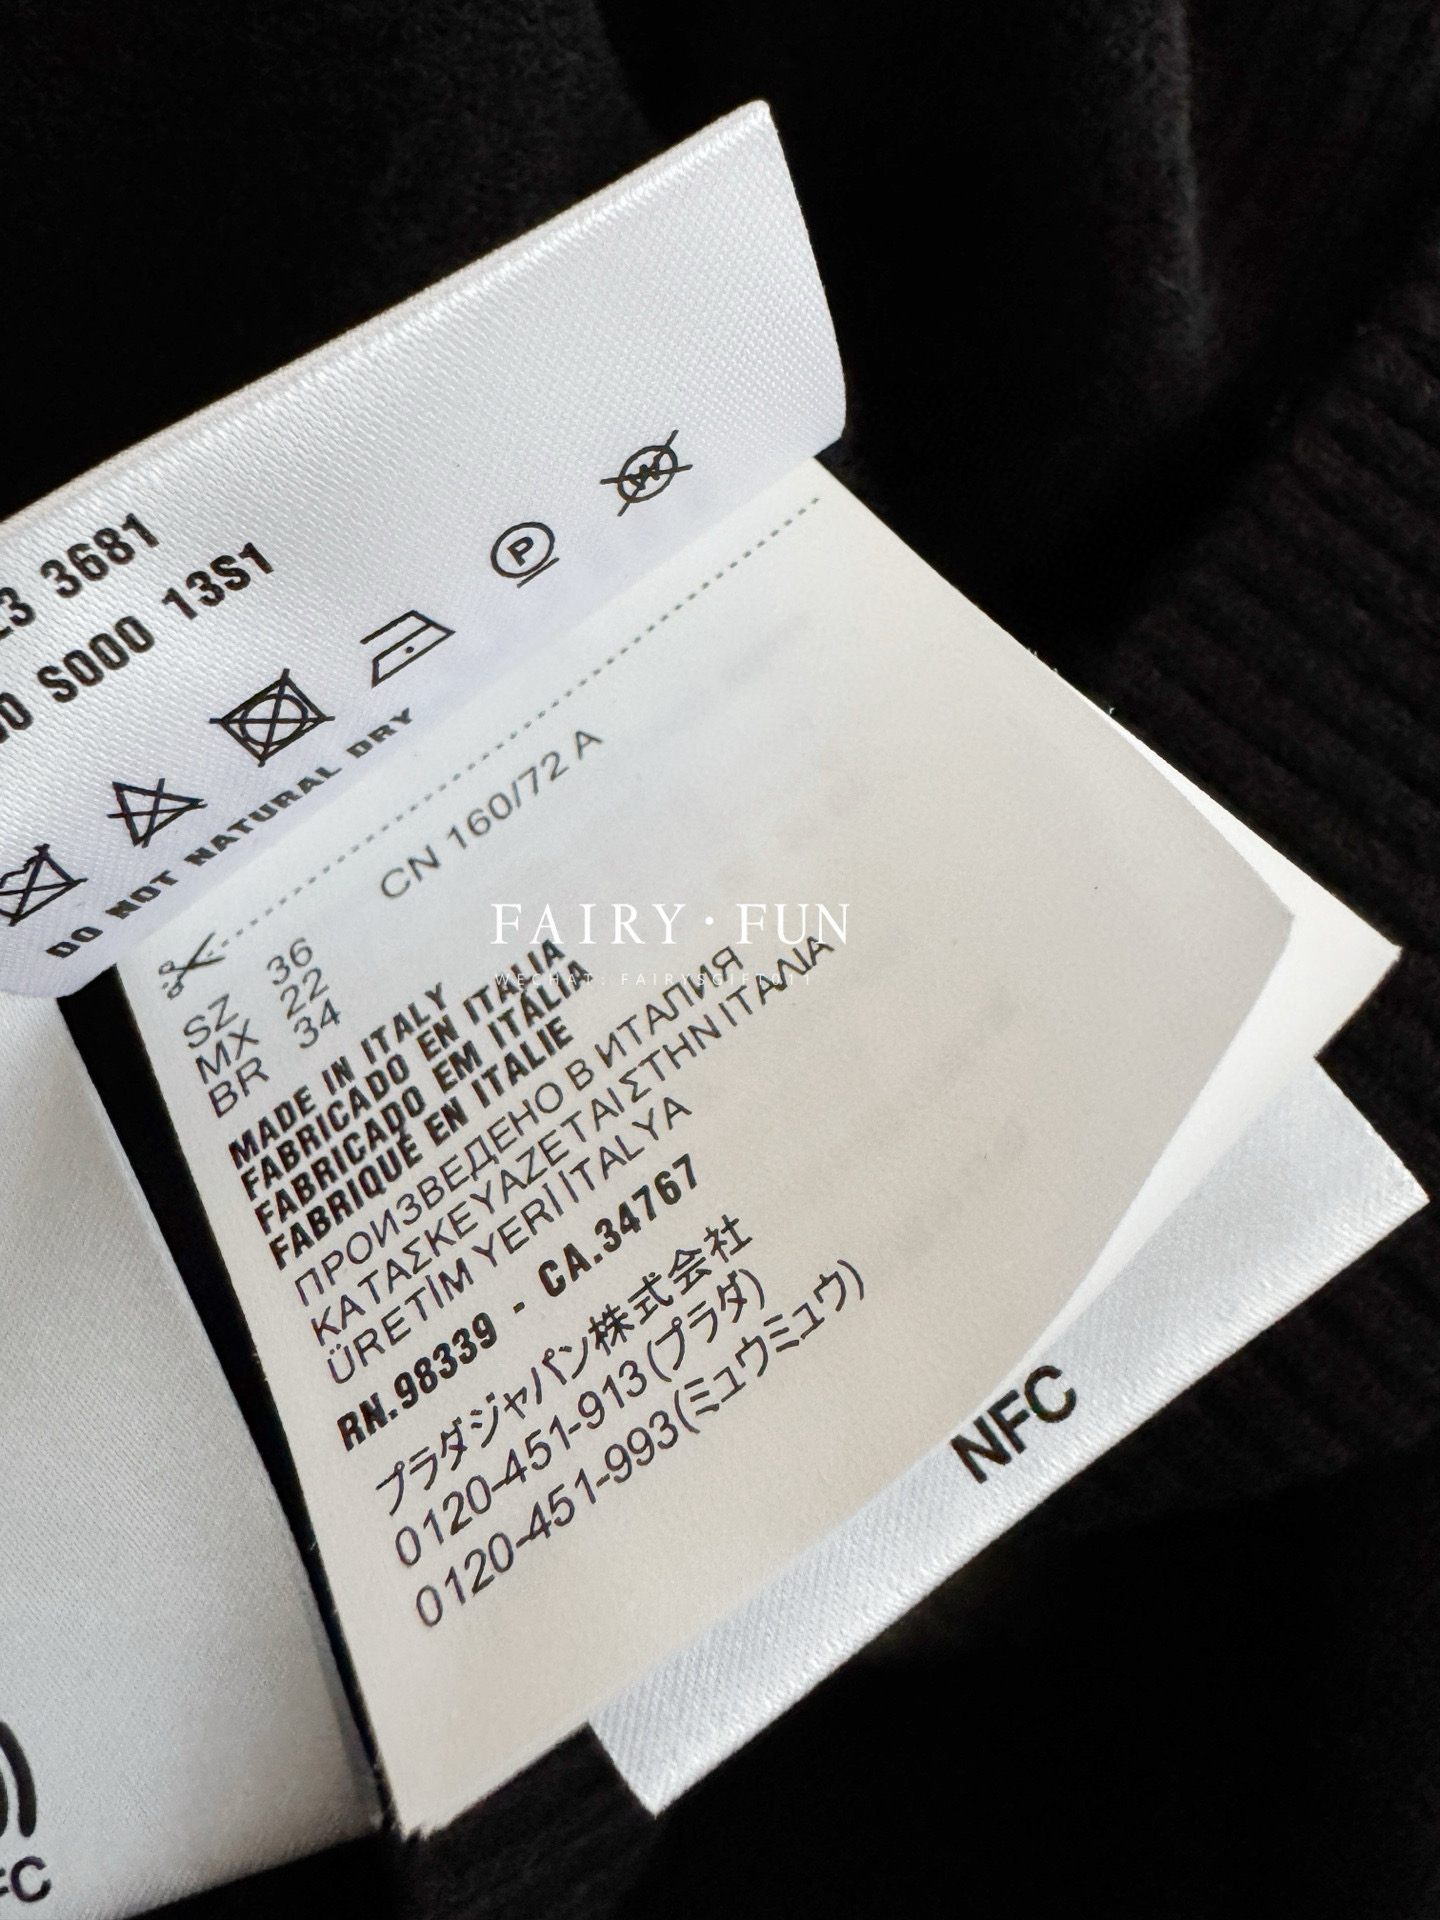 3681
S000 13S1
DO NOT NATURAL DRY
CN 160/72 A
SZ 36
MX 22
BR 34
MADE IN ITALY
FABRICADO EN ITALIA
FABRICADO EM ITÁLIA
FABRIQUÉ EN ITALIE
ПРОИЗВЕДЕНО В ИТАЛИЯ
ΚΑΤΑΣΚΕΥΑΖΕΤΑΙ ΣΤΗΝ ΙΤΑΛΙΑ
ÜRETİM YERİ İTALYA
RN.98339 - CA.34767
プラダジャパン株式会社
0120-451-913(プラダ)
0120-451-993(ミュウミュウ)
FAIRY·FUN
NFC